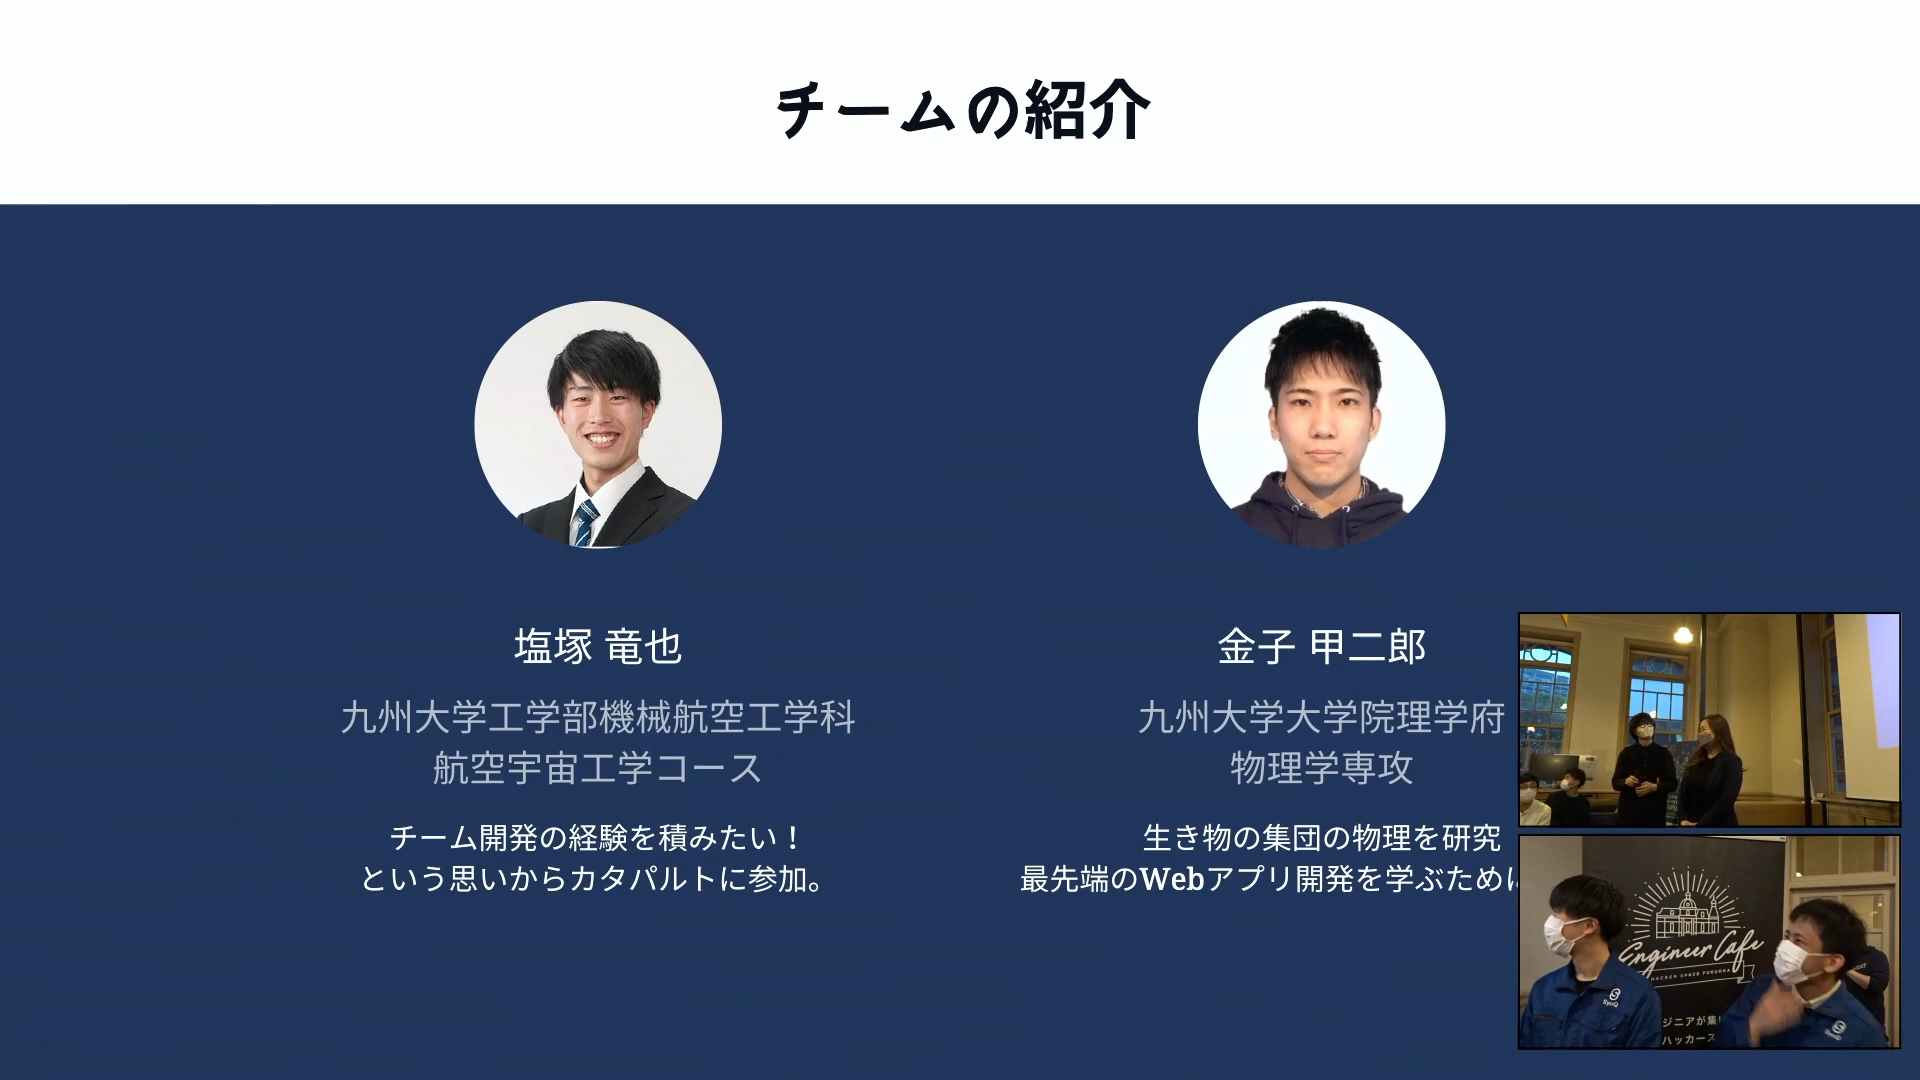 チームの紹介
塩塚 竜也
九州大学工学部機械航空工学科
航空宇宙工学コース
チーム開発の経験を積みたい！
という思いからカタパルトに参加。
金子 甲二郎
九州大学大学院理学府
物理学専攻
生き物の集団の物理を研究
最先端のWebアプリ開発を学ぶため
Engineer Cafe
HACKER SPACE FUKUOKA
ジニアが集
ハッカース
SynQ
SynQ